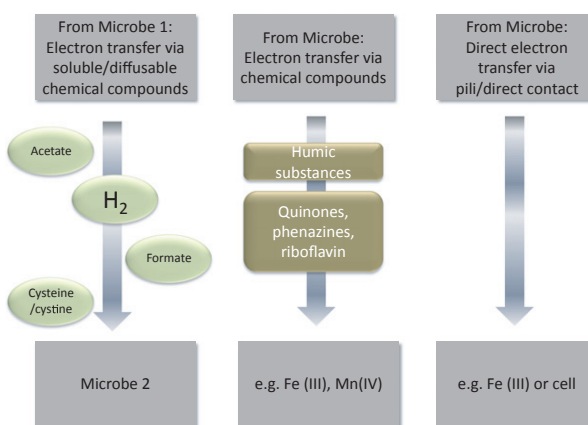 From Microbe 1:
Electron transfer via
soluble/diffusable
chemical compounds
Acetate
H2
Formate
Cysteine
/cystine
Microbe 2
From Microbe:
Electron transfer via
chemical compounds
Humic
substances
Quinones,
phenazines,
riboflavin
e.g. Fe (III), Mn(IV)
From Microbe:
Direct electron
transfer via
pili/direct contact
e.g. Fe (III) or cell